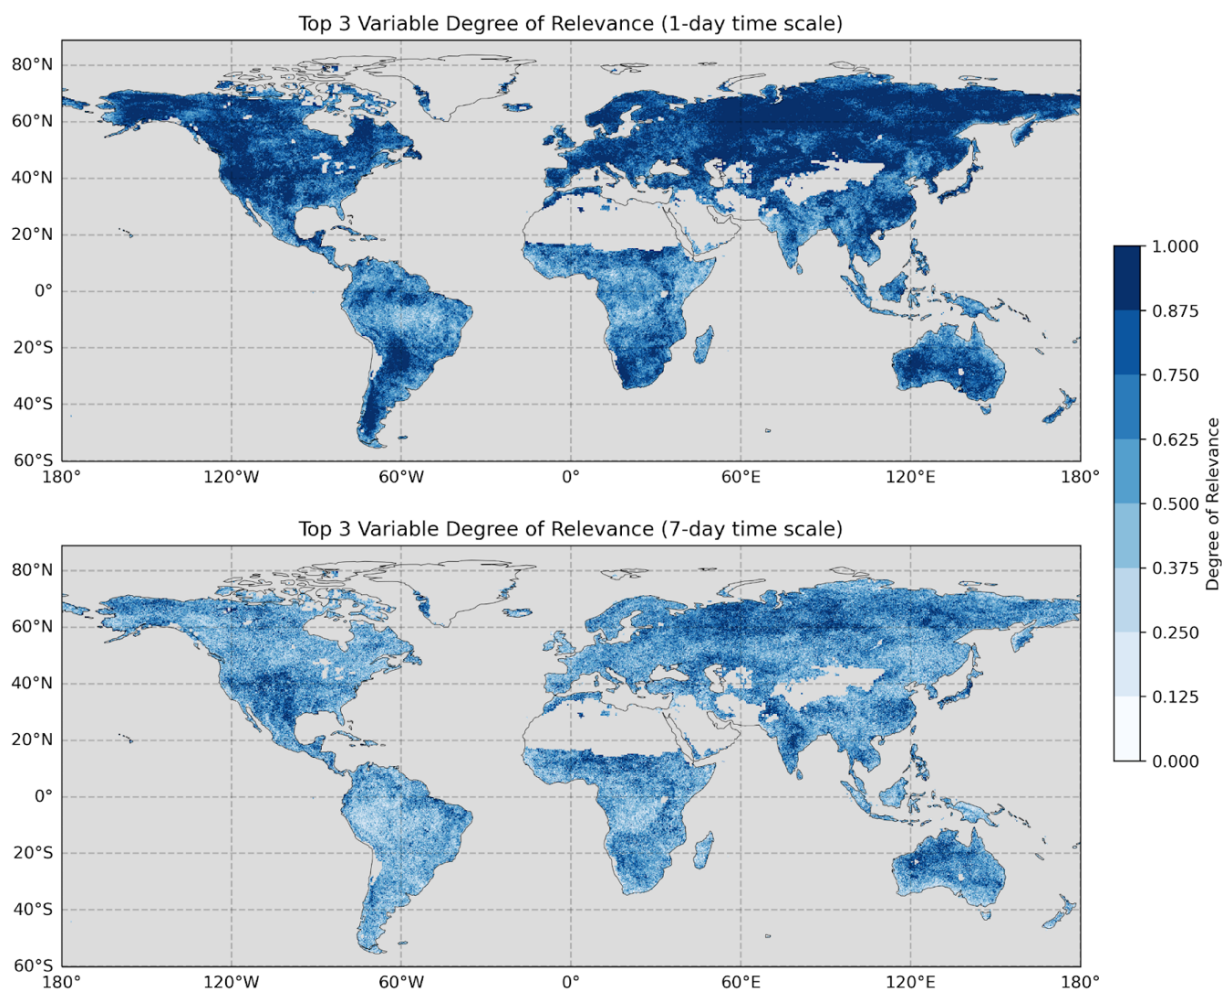 Top 3 Variable Degree of Relevance (1-day time scale)
80°N
60°N
40°N
20°N
0°
20°S
40°S
60°S
180° 120°W 60°W 0° 60°E 120°E 180°
Top 3 Variable Degree of Relevance (7-day time scale)
80°N
60°N
40°N
20°N
0°
20°S
40°S
60°S
180° 120°W 60°W 0° 60°E 120°E 180°
1.000
0.875
0.750
0.625
0.500
0.375
0.250
0.125
0.000
Degree of Relevance